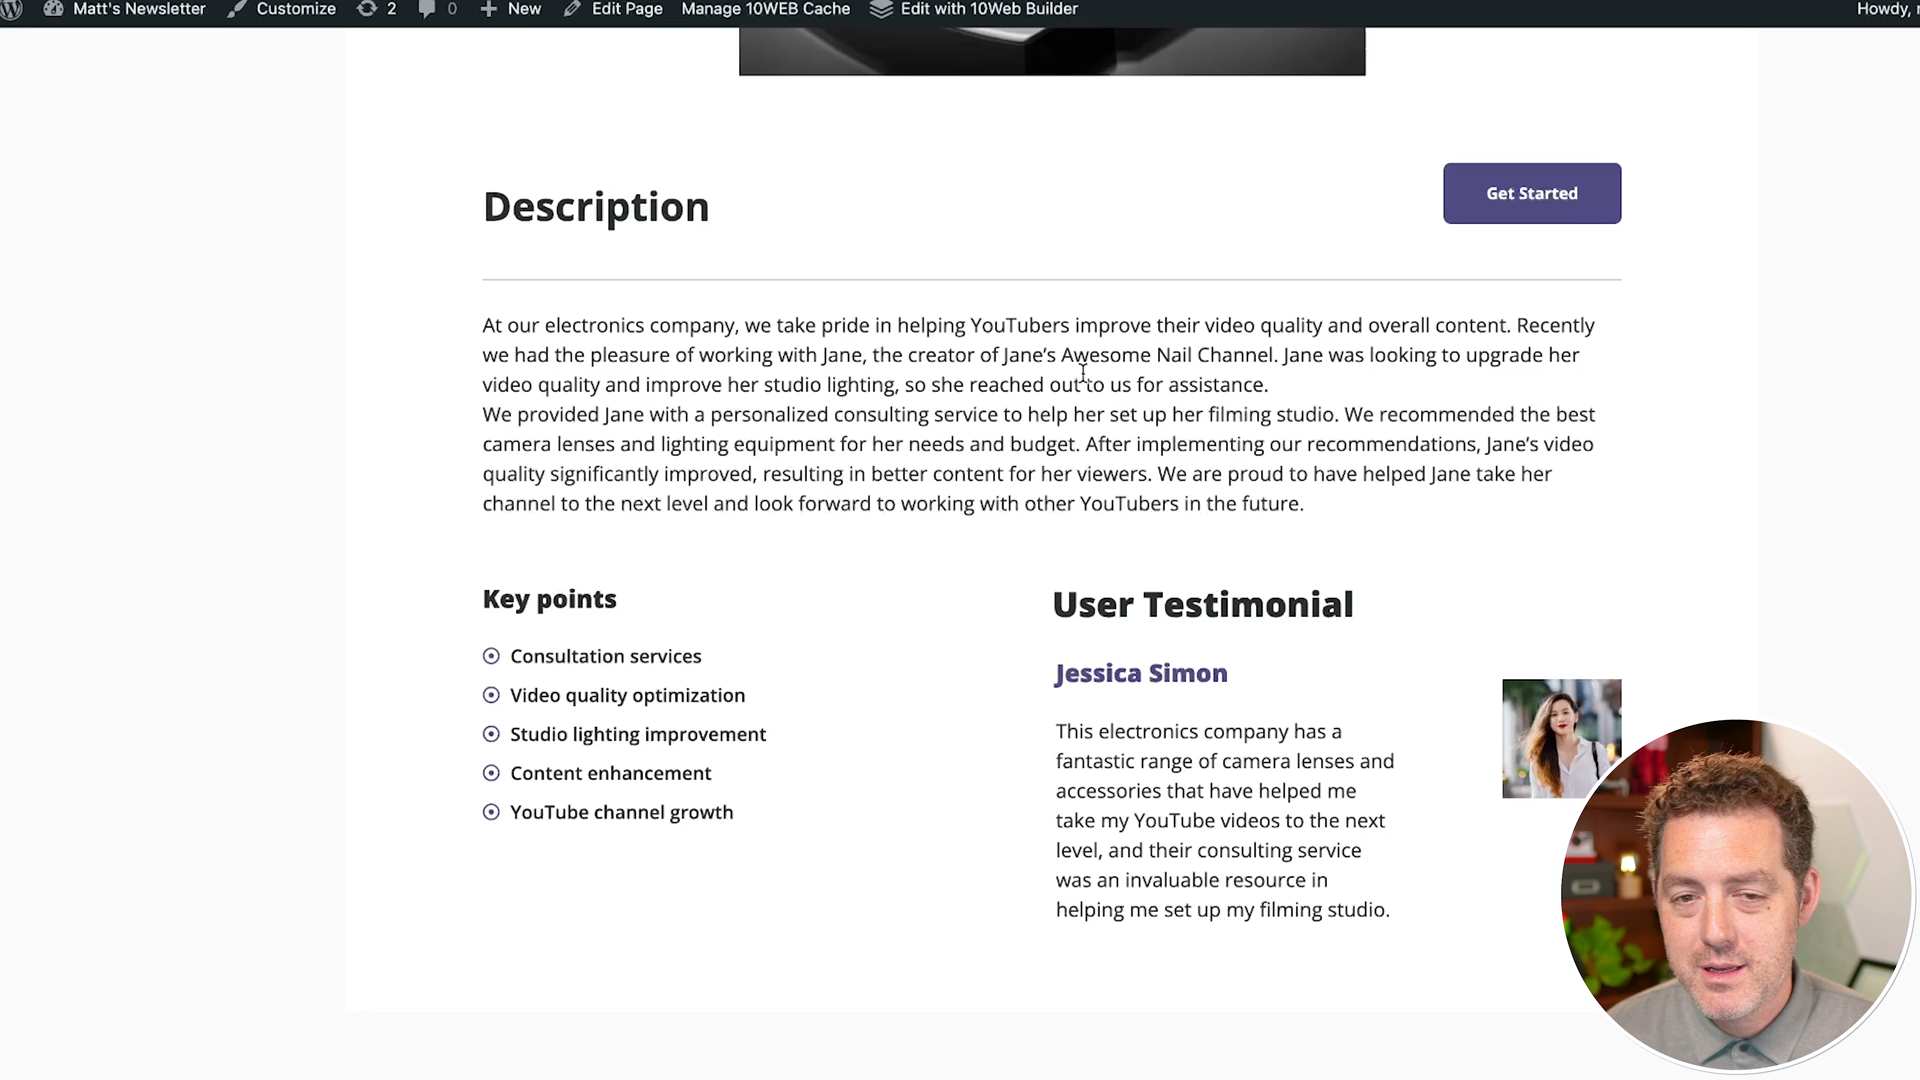 Matt's Newsletter Customize 2 0 New Edit Page Manage 10WEB Cache Edit with 10Web Builder Howdy,
Description
Get Started
At our electronics company, we take pride in helping YouTubers improve their video quality and overall content. Recently
we had the pleasure of working with Jane, the creator of Jane’s Awesome Nail Channel. Jane was looking to upgrade her
video quality and improve her studio lighting, so she reached out to us for assistance.
We provided Jane with a personalized consulting service to help her set up her filming studio. We recommended the best
camera lenses and lighting equipment for her needs and budget. After implementing our recommendations, Jane’s video
quality significantly improved, resulting in better content for her viewers. We are proud to have helped Jane take her
channel to the next level and look forward to working with other YouTubers in the future.
Key points
Consultation services
Video quality optimization
Studio lighting improvement
Content enhancement
YouTube channel growth
User Testimonial
Jessica Simon
This electronics company has a
fantastic range of camera lenses and
accessories that have helped me
take my YouTube videos to the next
level, and their consulting service
was an invaluable resource in
helping me set up my filming studio.